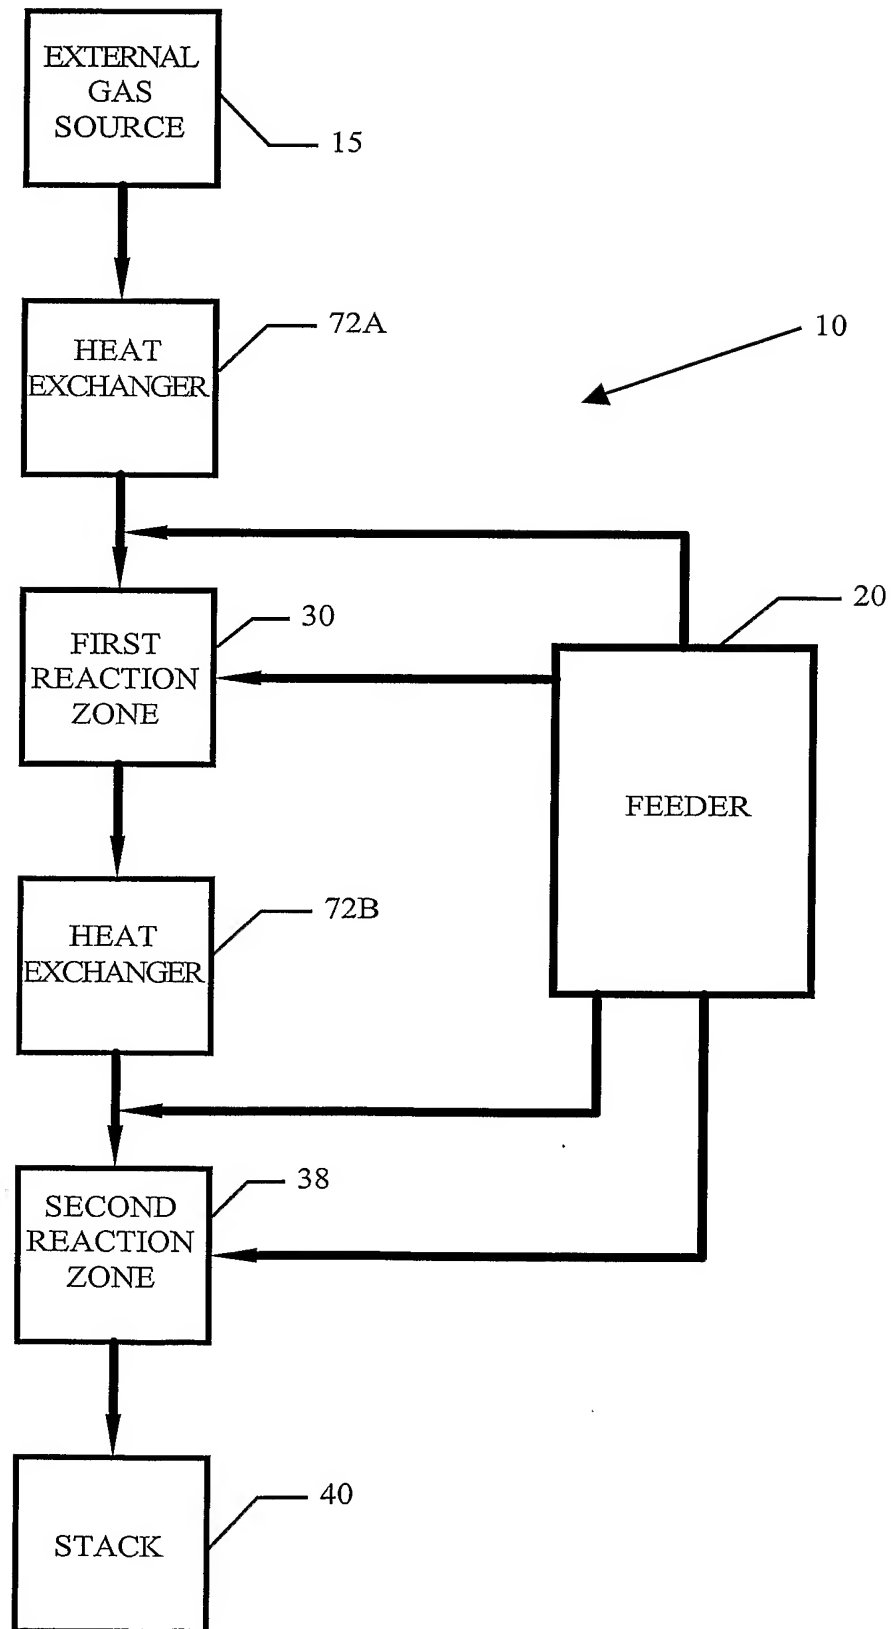 EXTERNAL
GAS
SOURCE
15
HEAT
EXCHANGER
72A
10
FIRST
REACTION
ZONE
30
20
FEEDER
HEAT
EXCHANGER
72B
SECOND
REACTION
ZONE
38
STACK
40